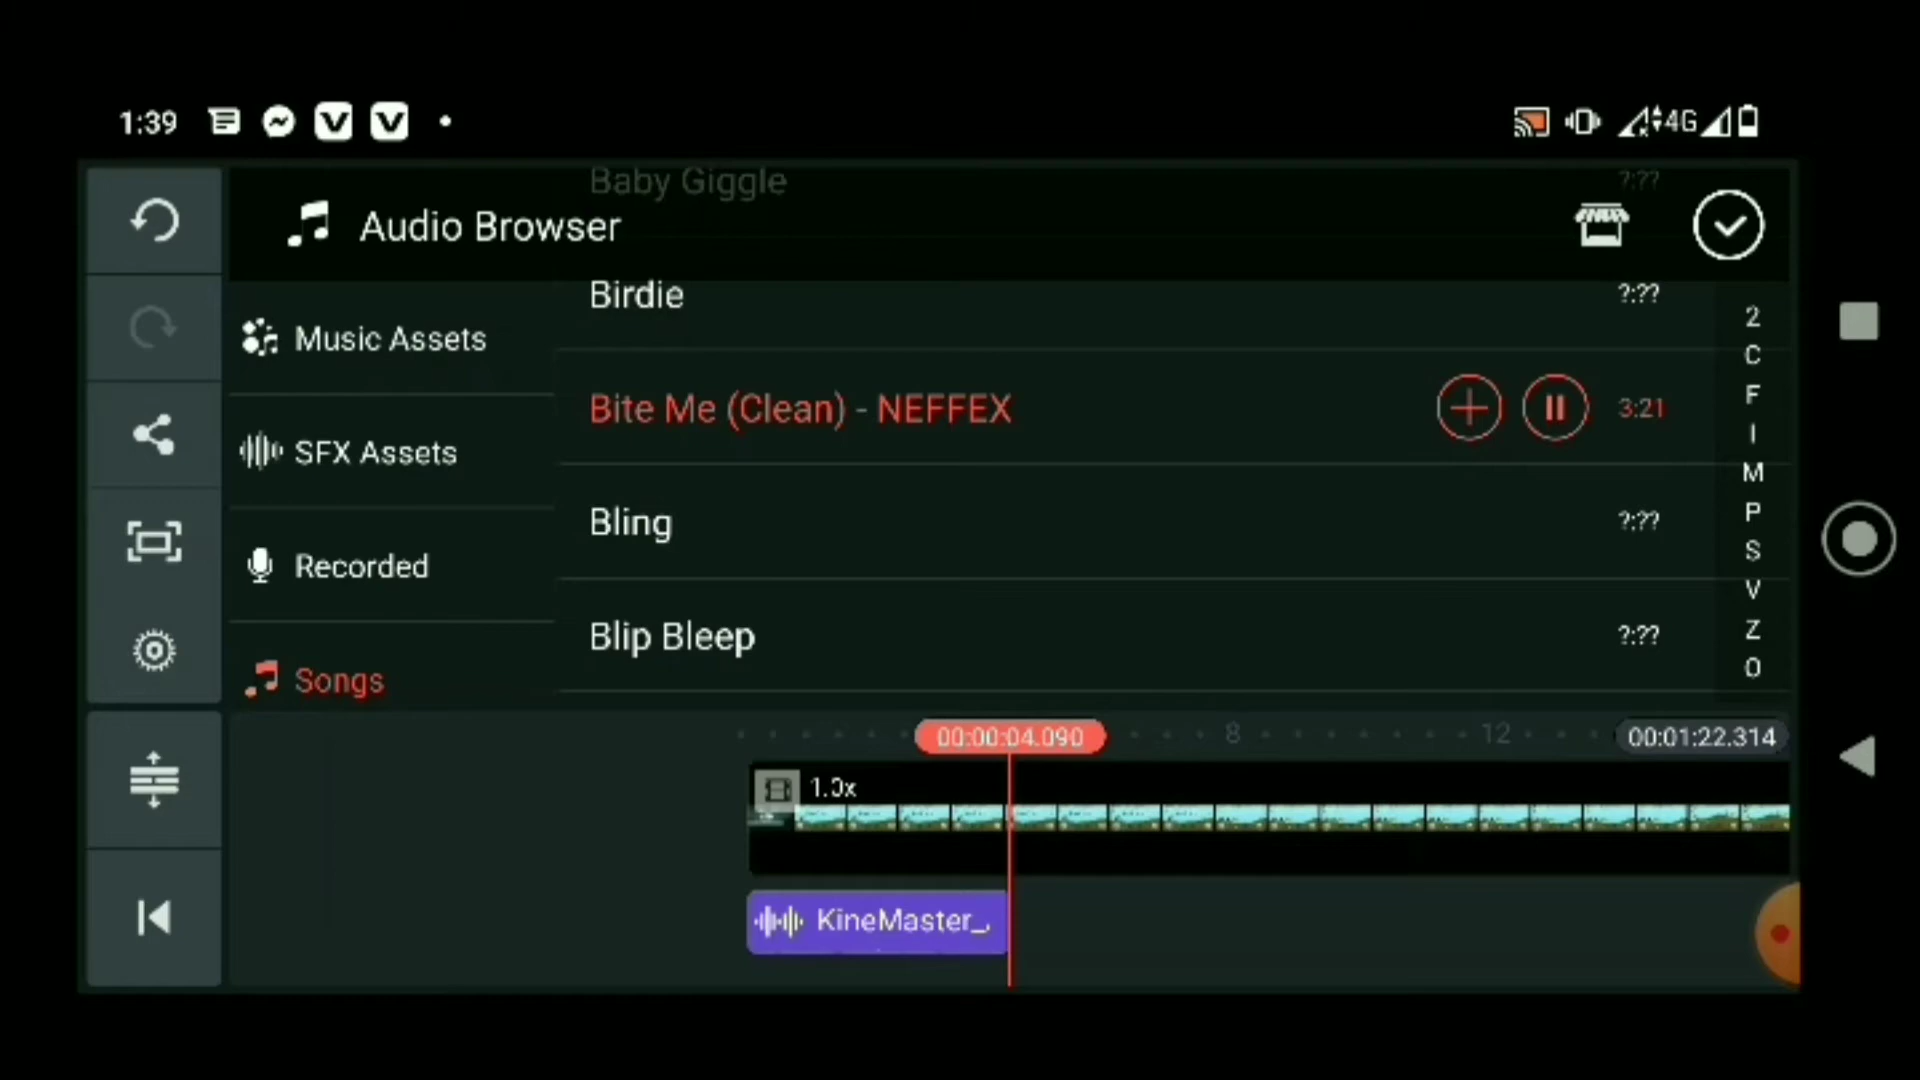 1:39
4G
Baby Giggle ?:??
Audio Browser
Birdie ?:??
Music Assets
Bite Me (Clean) - NEFFEX 3:21
SFX Assets
Bling ?:??
Recorded
Blip Bleep ?:??
Songs
2
C
F
I
M
P
S
V
Z
O
00:00:04.090 8 12 00:01:22.314
1.0x
KineMaster_